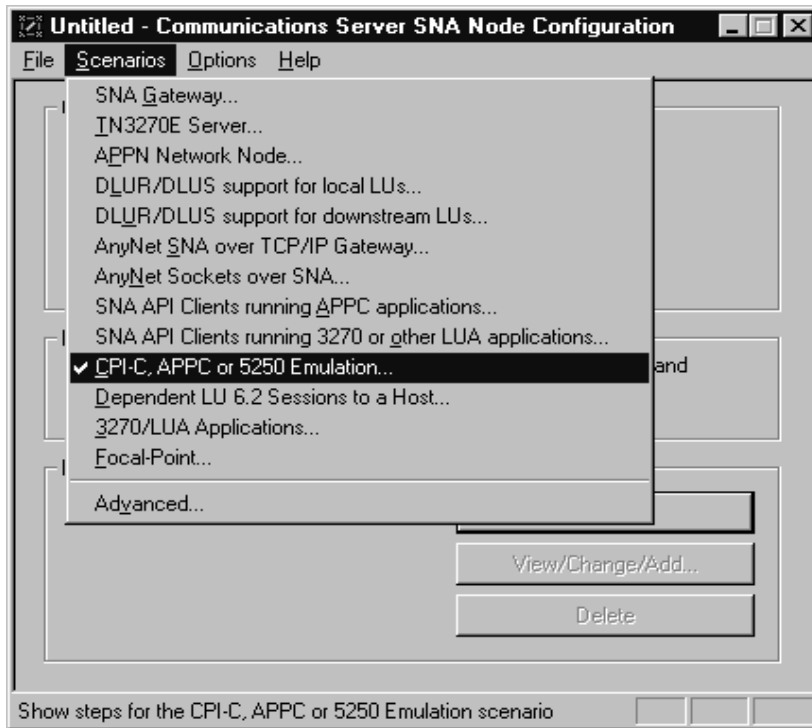 Untitled - Communications Server SNA Node Configuration
File Scenarios Options Help
SNA Gateway...
TN3270E Server...
APPN Network Node...
DLUR/DLUS support for local LUs...
DLUR/DLUS support for downstream LUs...
AnyNet SNA over TCP/IP Gateway...
AnyNet Sockets over SNA...
SNA API Clients running APPC applications...
SNA API Clients running 3270 or other LUA applications...
CPI-C, APPC or 5250 Emulation... and
Dependent LU 6.2 Sessions to a Host...
3270/LUA Applications...
Focal-Point...
Advanced...
View/Change/Add...
Delete
Show steps for the CPI-C, APPC or 5250 Emulation scenario